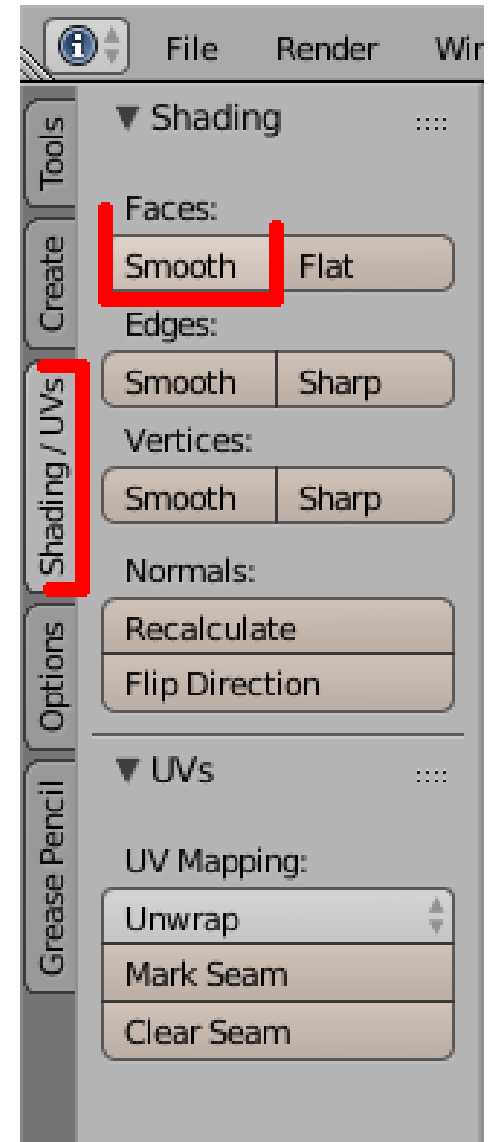 File Render Wir
Tools
Create
Shading / UVs
Options
Grease Pencil
Shading
Faces:
Smooth Flat
Edges:
Smooth Sharp
Vertices:
Smooth Sharp
Normals:
Recalculate
Flip Direction
UVs
UV Mapping:
Unwrap
Mark Seam
Clear Seam